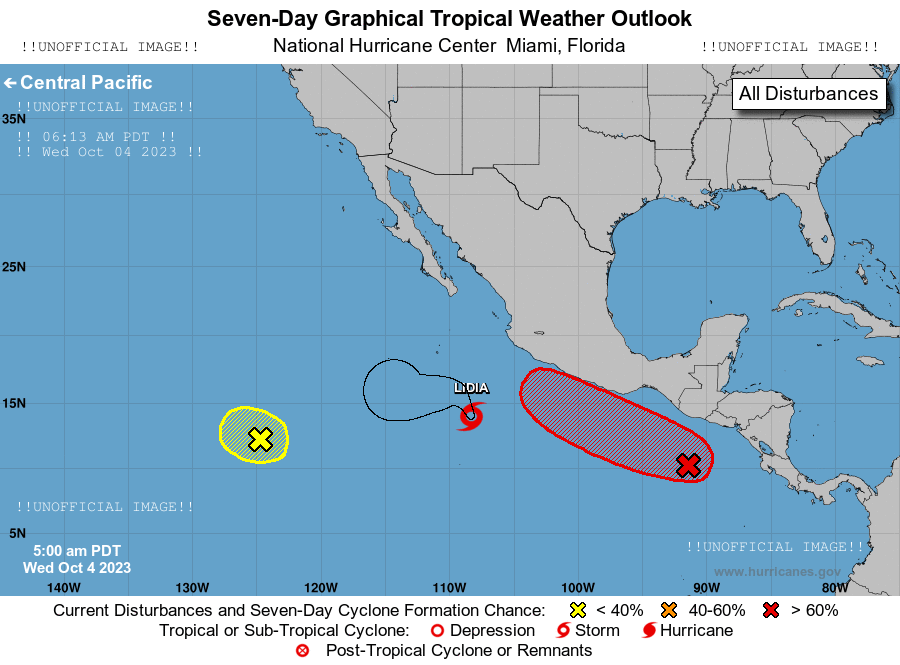 Seven-Day Graphical Tropical Weather Outlook
!!UNOFFICIAL IMAGE!! National Hurricane Center Miami, Florida !!UNOFFICIAL IMAGE!!
← Central Pacific
All Disturbances
!!UNOFFICIAL IMAGE!!
35N
!! 06:13 AM PDT !!
!! Wed Oct 04 2023 !!
25N
LIDIA
15N
!!UNOFFICIAL IMAGE!!
5N
!!UNOFFICIAL IMAGE!!
5:00 am PDT
Wed Oct 4 2023
www.hurricanes.gov
140W 130W 120W 110W 100W 90W 80W
Current Disturbances and Seven-Day Cyclone Formation Chance: < 40% 40-60% > 60%
Tropical or Sub-Tropical Cyclone: Depression Storm Hurricane
Post-Tropical Cyclone or Remnants